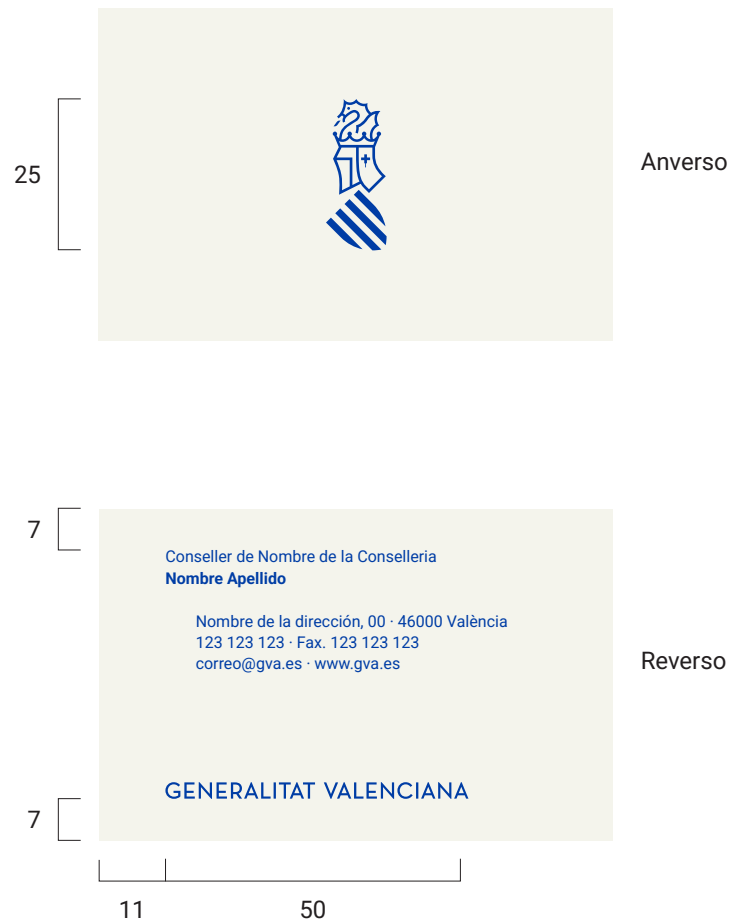 25
Anverso
7
Conseller de Nombre de la Conselleria
Nombre Apellido
Nombre de la dirección, 00 · 46000 València
123 123 123 · Fax. 123 123 123
correo@gva.es · www.gva.es
Reverso
GENERALITAT VALENCIANA
7
11 50